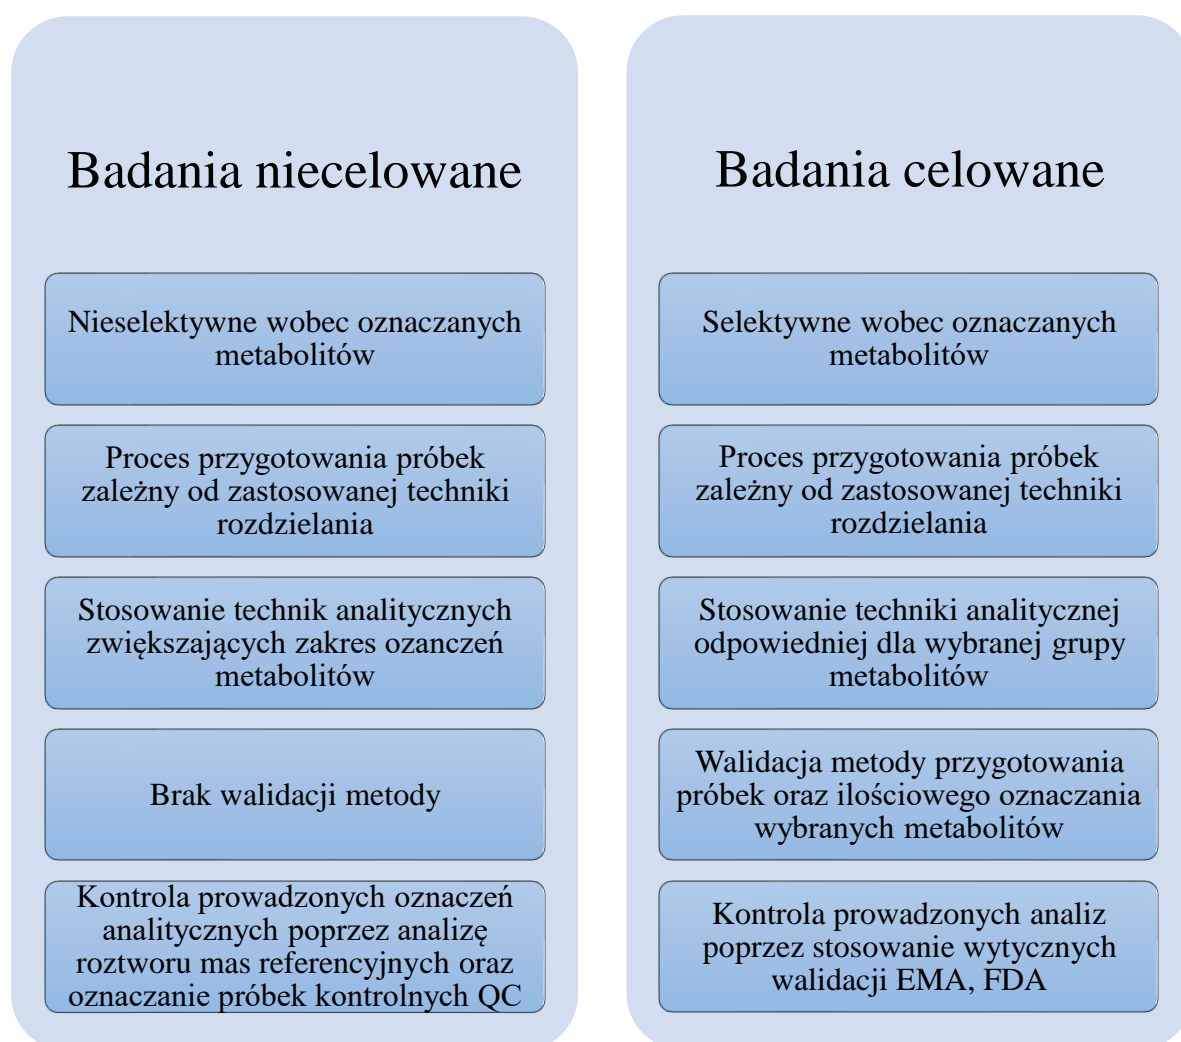 Badania niecelowane
Nieselektywne wobec oznaczanych
metabolitów
Proces przygotowania próbek
zależny od zastosowanej techniki
rozdzielania
Stosowanie technik analitycznych
zwiększających zakres ozanczeń
metabolitów
Brak walidacji metody
Kontrola prowadzonych oznaczeń
analitycznych poprzez analizę
roztworu mas referencyjnych oraz
oznaczanie próbek kontrolnych QC
Badania celowane
Selektywne wobec oznaczanych
metabolitów
Proces przygotowania próbek
zależny od zastosowanej techniki
rozdzielania
Stosowanie techniki analitycznej
odpowiedniej dla wybranej grupy
metabolitów
Walidacja metody przygotowania
próbek oraz ilościowego oznaczania
wybranych metabolitów
Kontrola prowadzonych analiz
poprzez stosowanie wytycznych
walidacji EMA, FDA